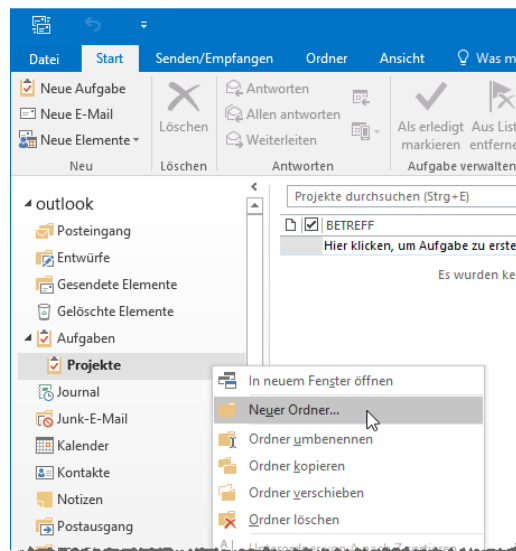 Datei Start Senden/Empfangen Ordner Ansicht Was m
Neue Aufgabe
Neue E-Mail
Neue Elemente
Neu
Löschen
Löschen
Antworten
Allen antworten
Weiterleiten
Antworten
Als erledigt
markieren
Aus List
entferne
Aufgabe verwalten
outlook
Posteingang
Entwürfe
Gesendete Elemente
Gelöschte Elemente
Aufgaben
Projekte
Journal
Junk-E-Mail
Kalender
Kontakte
Notizen
Postausgang
Projekte durchsuchen (Strg+E)
BETREFF
Hier klicken, um Aufgabe zu erste
Es wurden ke
In neuem Fenster öffnen
Neuer Ordner...
Ordner umbenennen
Ordner kopieren
Ordner verschieben
Ordner löschen